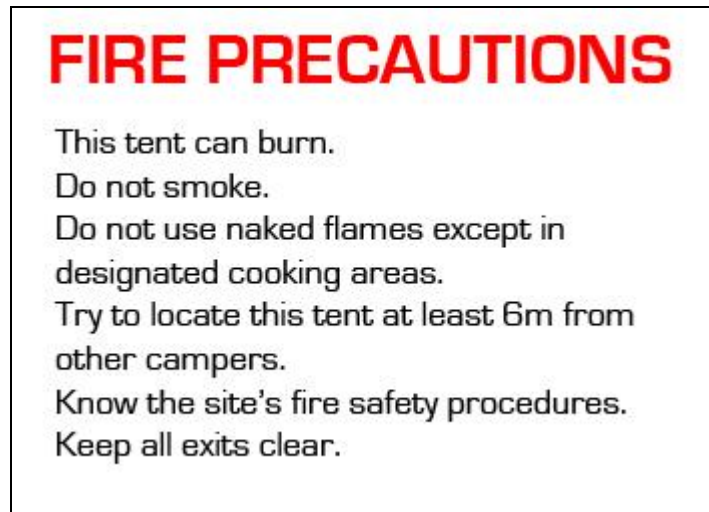 FIRE PRECAUTIONS
This tent can burn.
Do not smoke.
Do not use naked flames except in
designated cooking areas.
Try to locate this tent at least 6m from
other campers.
Know the site's fire safety procedures.
Keep all exits clear.